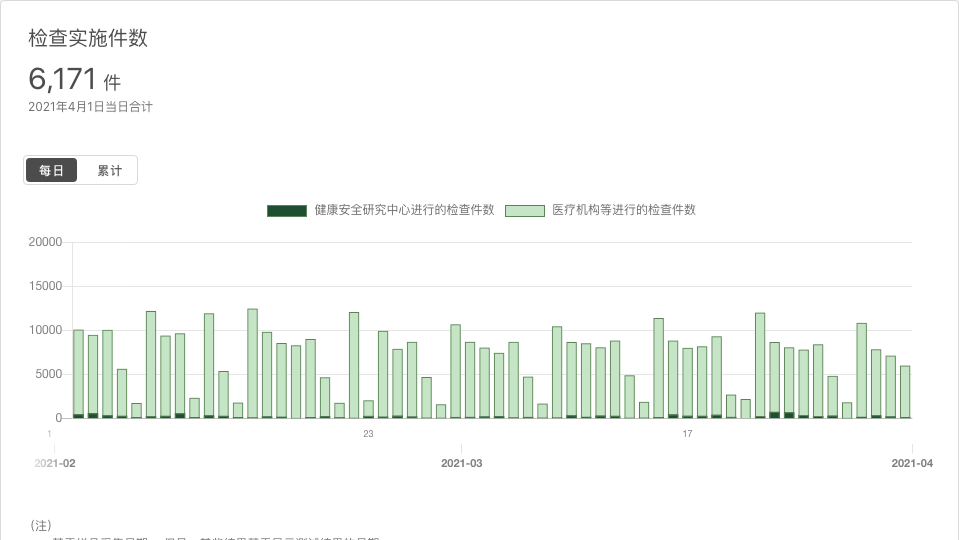 检查实施件数
6,171 件
2021年4月1日当日合计
每日 累计
健康安全研究中心进行的检查件数 医疗机构等进行的检查件数
20000
15000
10000
5000
0
1 23 17
2021-02 2021-03 2021-04
(注)